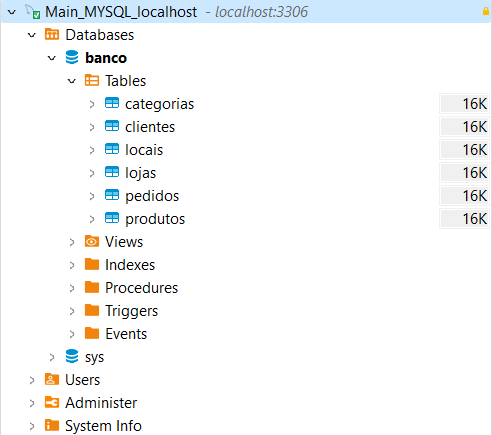 Main_MYSQL_localhost - localhost:3306
Databases
banco
Tables
categorias 16K
clientes 16K
locais 16K
lojas 16K
pedidos 16K
produtos 16K
Views
Indexes
Procedures
Triggers
Events
sys
Users
Administer
System Info